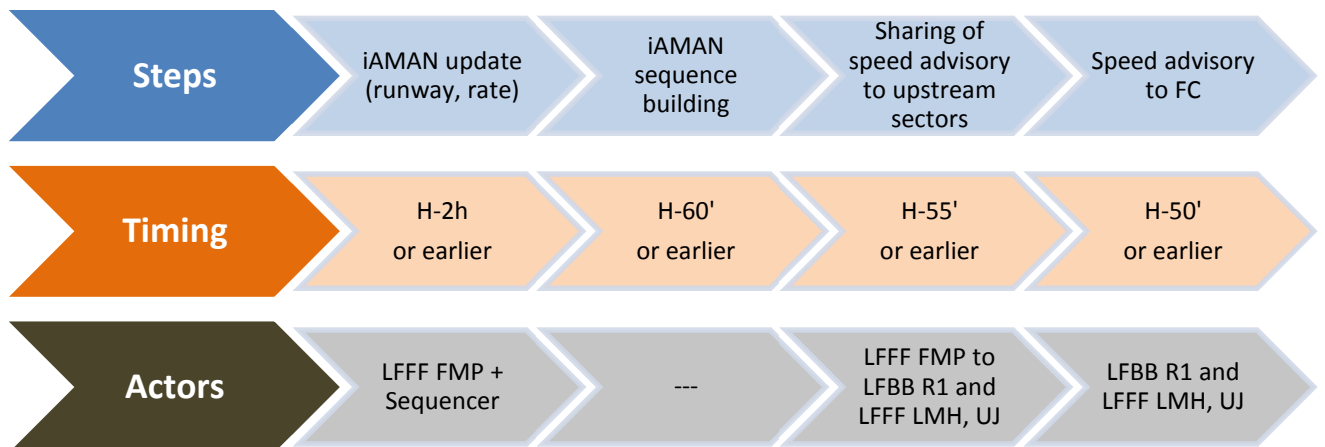 Steps
iAMAN update
(runway, rate)
iAMAN
sequence
building
Sharing of
speed advisory
to upstream
sectors
Speed advisory
to FC
Timing
H-2h
or earlier
H-60'
or earlier
H-55'
or earlier
H-50'
or earlier
Actors
LFFF FMP +
Sequencer
---
LFFF FMP to
LFBB R1 and
LFFF LMH, UJ
LFBB R1 and
LFFF LMH, UJ